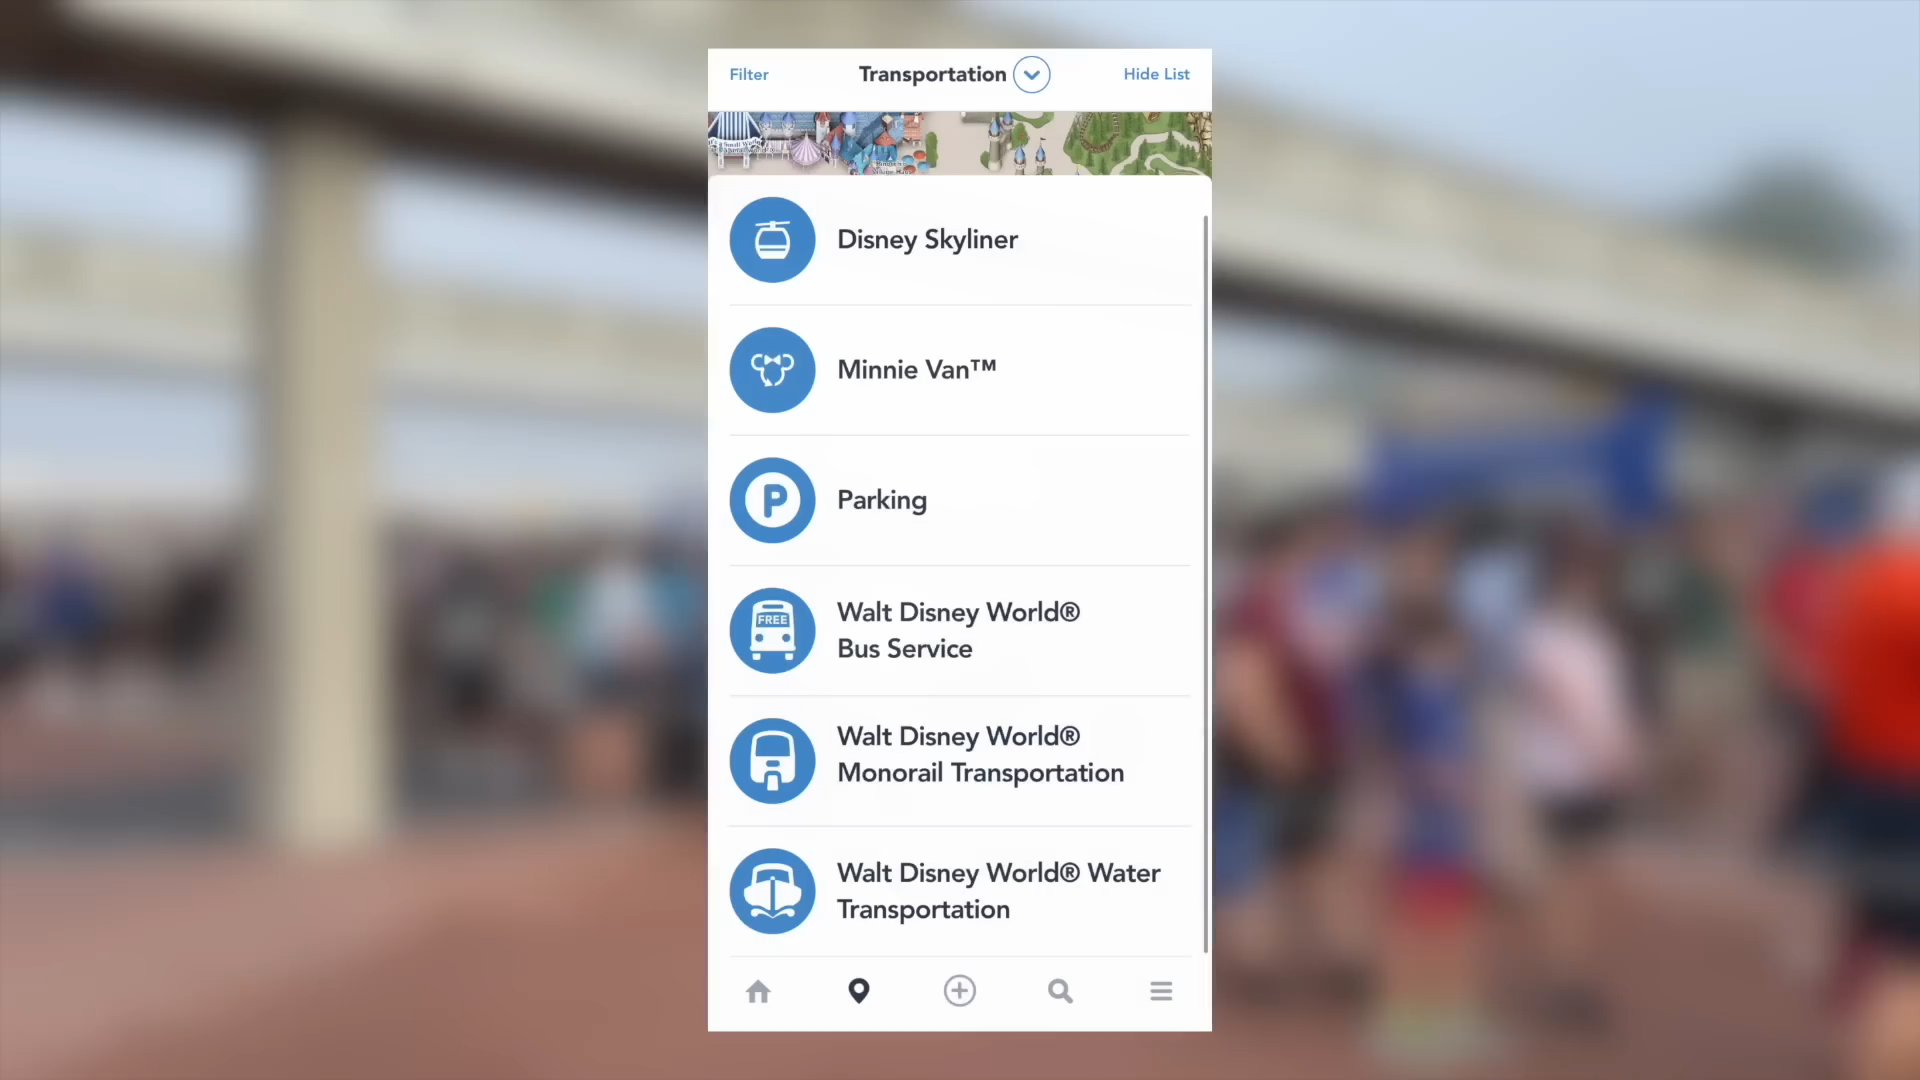 Filter
Transportation
Hide List
Disney Skyliner
Minnie Van™
P
Parking
FREE
Walt Disney World®
Bus Service
Walt Disney World®
Monorail Transportation
Walt Disney World® Water
Transportation